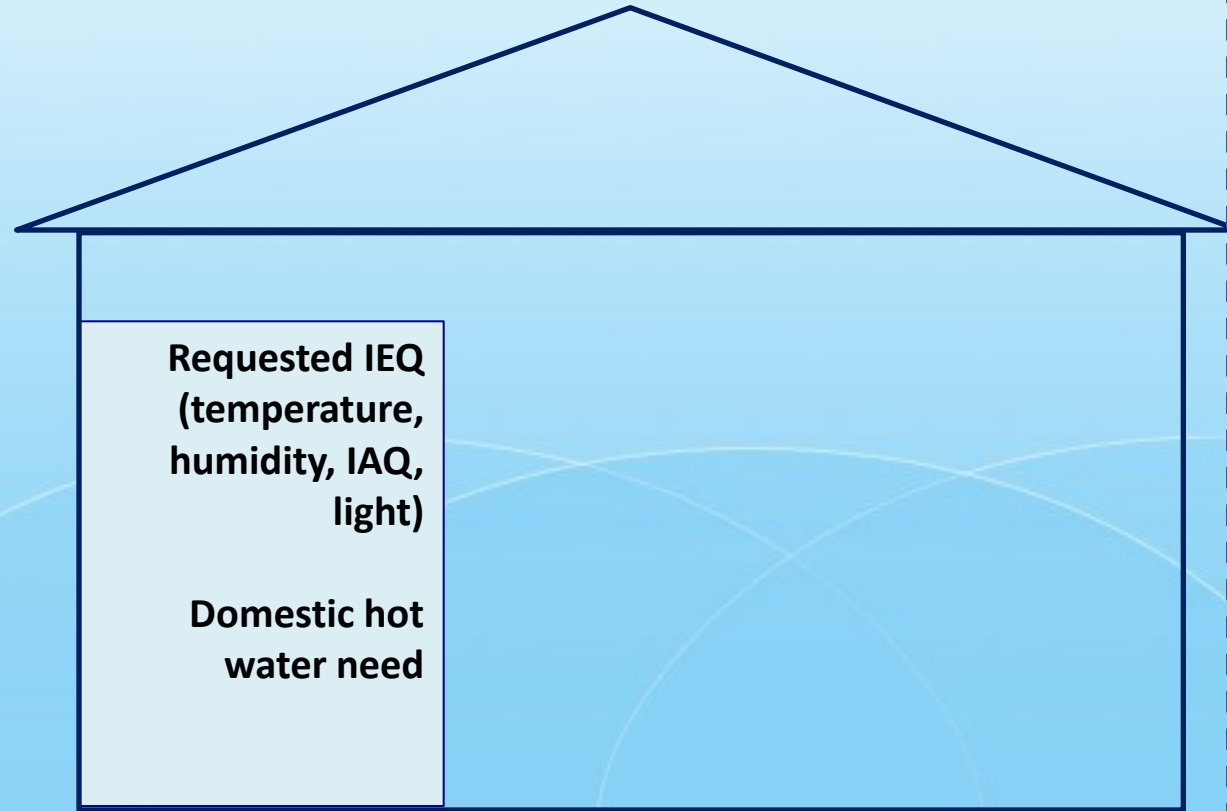 Requested IEQ
(temperature,
humidity, IAQ,
light)
Domestic hot
water need